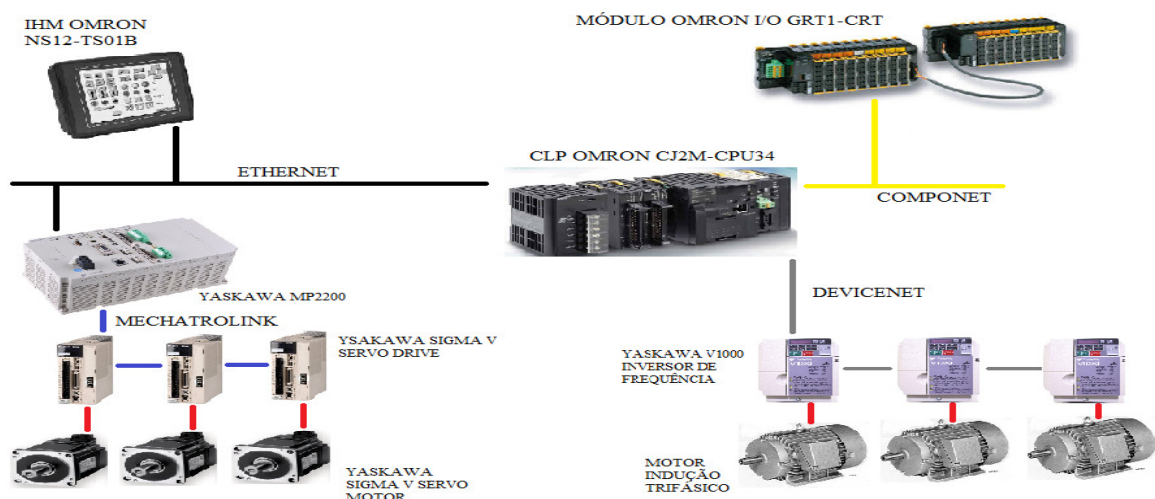 IHM OMRON
NS12-TS01B
MÓDULO OMRON I/O GRT1-CRT
ETHERNET
CLP OMRON CJ2M-CPU34
COMPONET
YASKAWA MP2200
DEVICENET
MECHATROLINK
YSAKAWA SIGMA V
SERVO DRIVE
YASKAWA V1000
INVERSOR DE
FREQUÊNCIA
YASKAWA
SIGMA V SERVO
MOTOR
MOTOR
INDUÇÃO
TRIFÁSICO